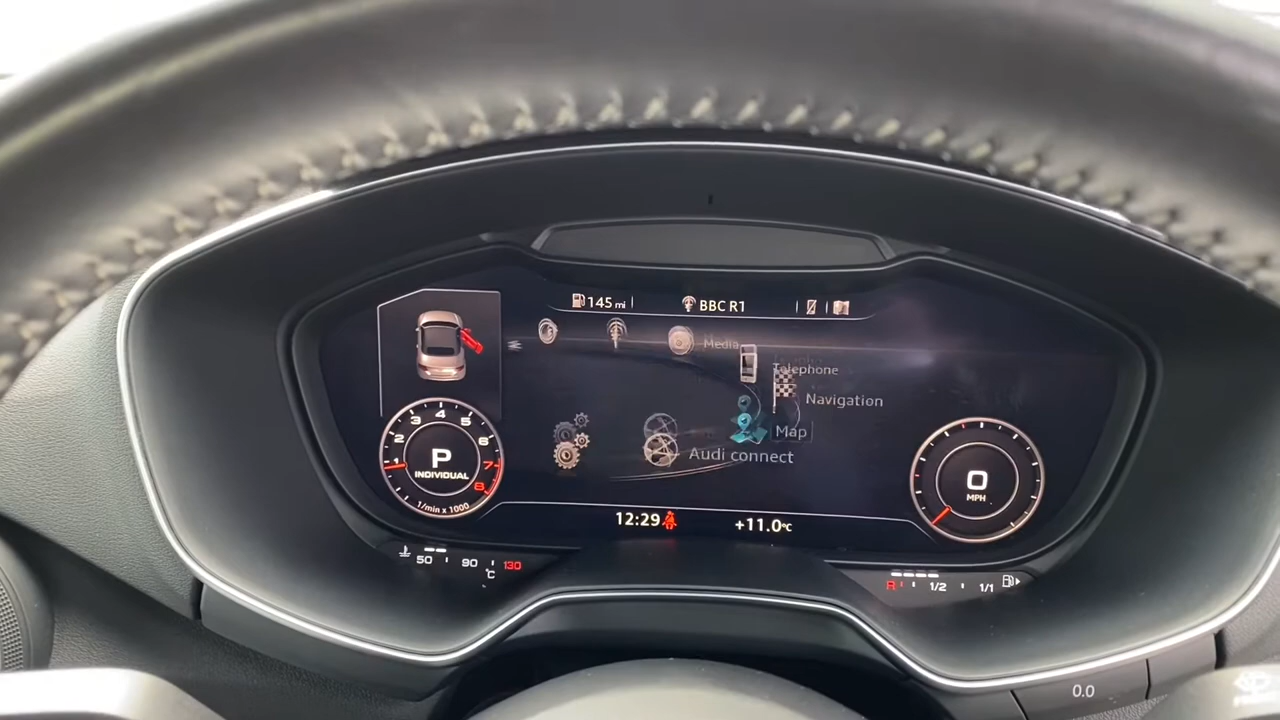 145 mi
BBC R1
Media
Telephone
Navigation
Map
Audi connect
1 2 3 4 5 6 7 8
P
INDIVIDUAL
1/min x 1000
0
MPH
12:29
+11.0°C
50 90 130
°C
R 1/2 1/1
0.0